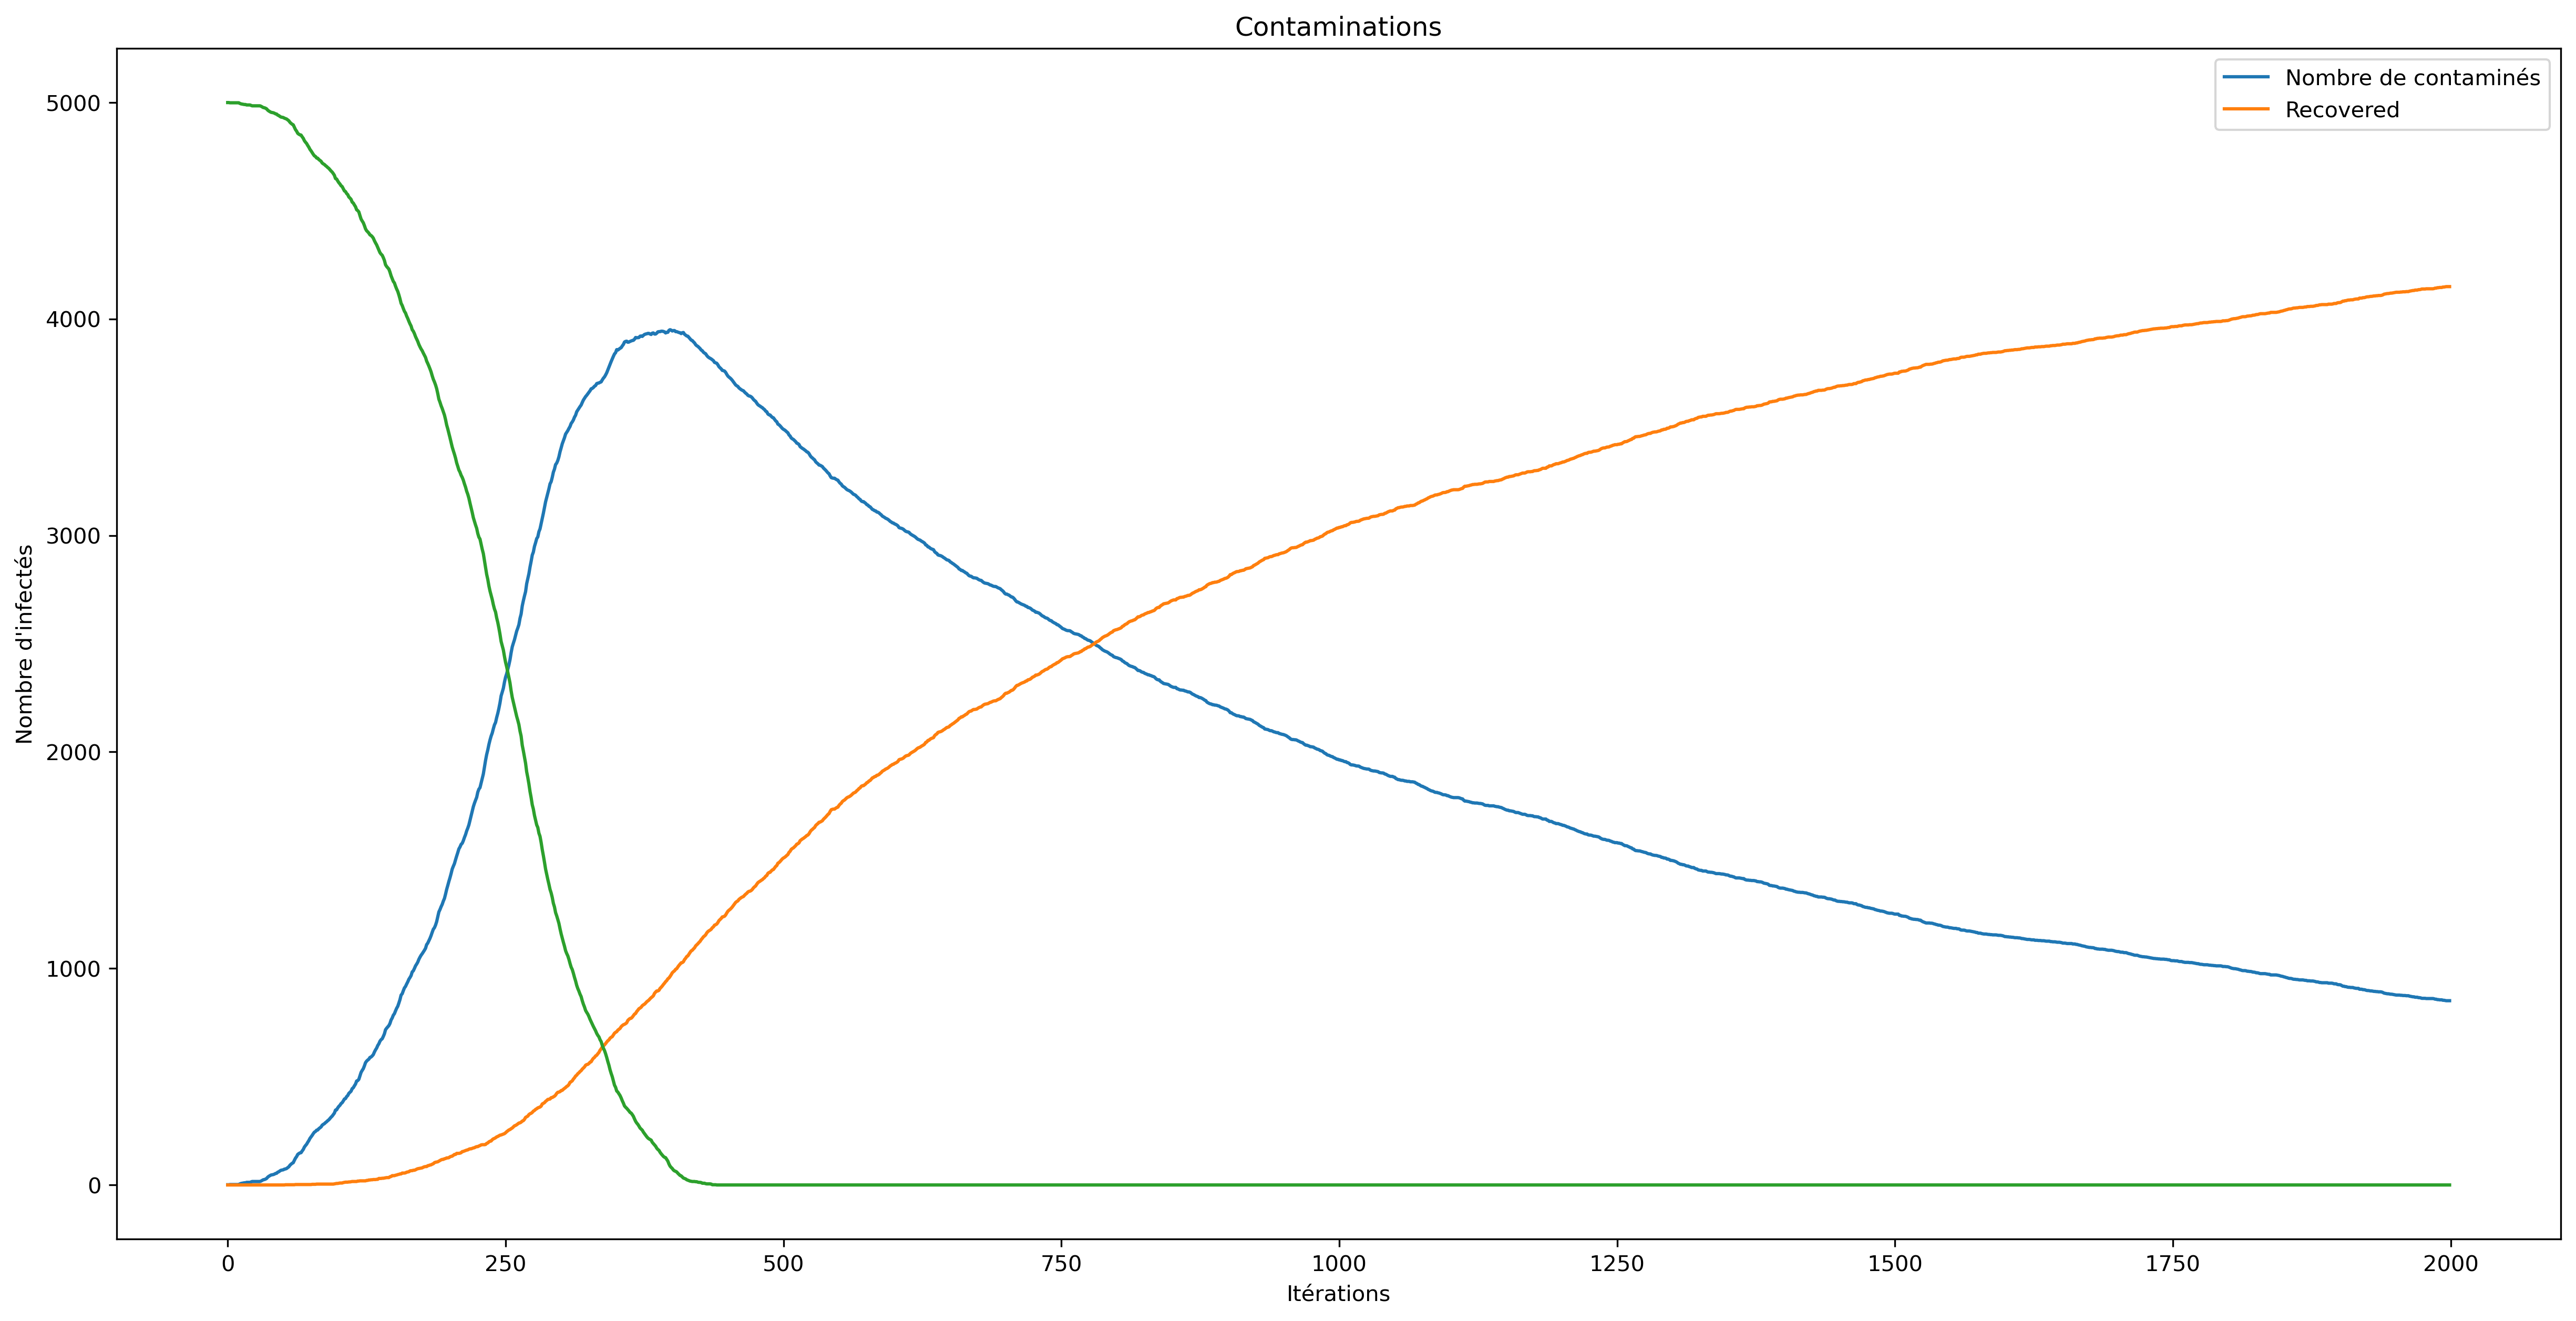 Contaminations
Nombre de contaminés
Recovered
5000
4000
3000
2000
1000
0
Nombre d'infectés
0 250 500 750 1000 1250 1500 1750 2000
Itérations